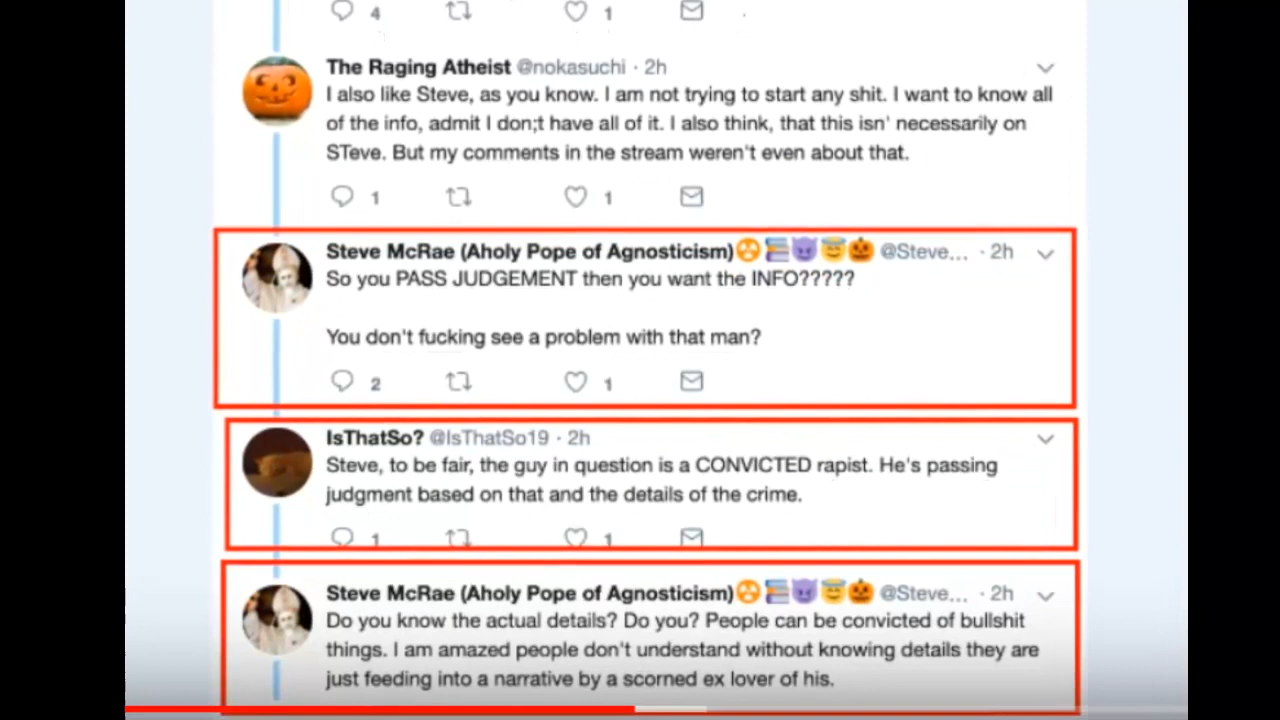 4 1
The Raging Atheist @nokasuchi · 2h
I also like Steve, as you know. I am not trying to start any shit. I want to know all
of the info, admit I don;t have all of it. I also think, that this isn' necessarily on
STeve. But my comments in the stream weren't even about that.
1 1
Steve McRae (Aholy Pope of Agnosticism)☢️📚😈😇🎃 @Steve... · 2h
So you PASS JUDGEMENT then you want the INFO?????
You don't fucking see a problem with that man?
2 1
IsThatSo? @IsThatSo19 · 2h
Steve, to be fair, the guy in question is a CONVICTED rapist. He's passing
judgment based on that and the details of the crime.
1 1
Steve McRae (Aholy Pope of Agnosticism)☢️📚😈😇🎃 @Steve... · 2h
Do you know the actual details? Do you? People can be convicted of bullshit
things. I am amazed people don't understand without knowing details they are
just feeding into a narrative by a scorned ex lover of his.